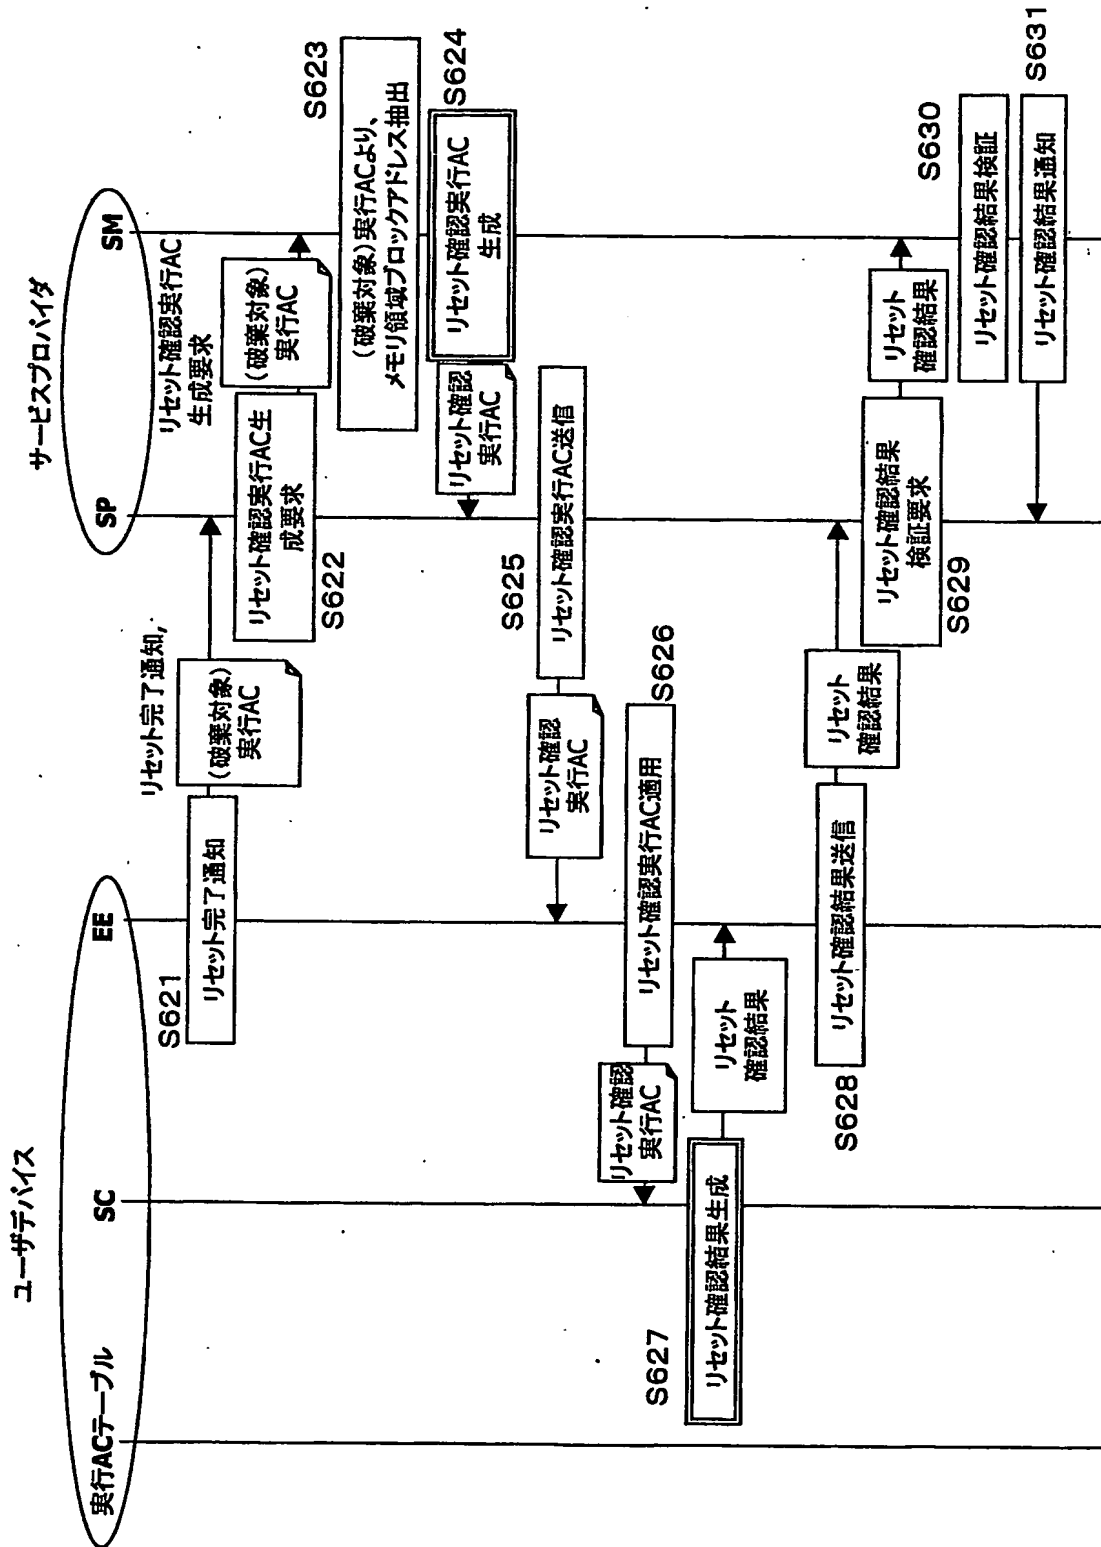 ユーザデバイス
サービスプロバイダ
実行ACテーブル
SC
EE
SP
SM
S621
リセット完了通知
リセット完了通知,
(破棄対象)
実行AC
S622
リセット確認実行AC生
成要求
リセット確認実行AC
生成要求
(破棄対象)
実行AC
S623
(破棄対象)実行ACより、
メモリ領域ブロックアドレス抽出
S624
リセット確認実行AC
生成
リセット確認
実行AC
S625
リセット確認実行AC送信
リセット確認
実行AC
S626
リセット確認実行AC適用
リセット確認
実行AC
S627
リセット確認結果生成
リセット
確認結果
S628
リセット確認結果送信
リセット
確認結果
S629
リセット確認結果
検証要求
リセット
確認結果
S630
リセット確認結果検証
S631
リセット確認結果通知